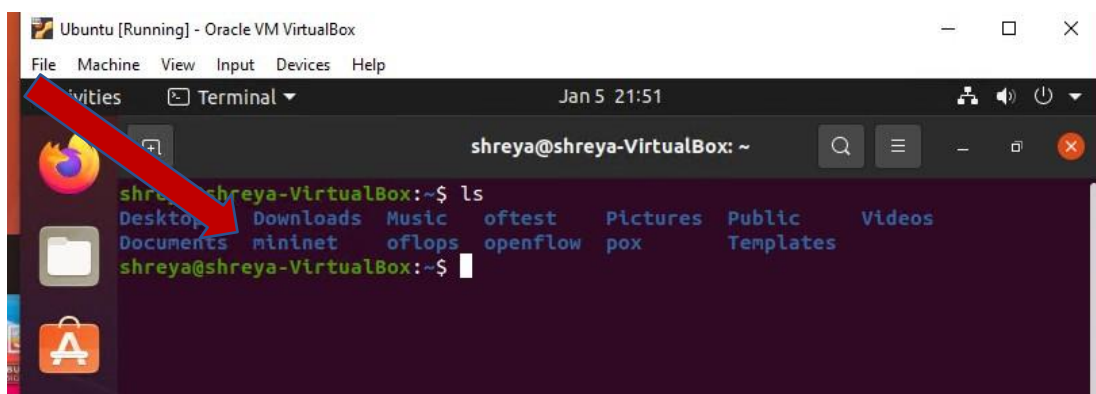 Ubuntu [Running] - Oracle VM VirtualBox
File Machine View Input Devices Help
Terminal Jan 5 21:51
shreya@shreya-VirtualBox: ~
shreya-VirtualBox:~$ ls
Desktop Downloads Music oftest Pictures Public Videos
Documents mininet oflops openflow pox Templates
shreya@shreya-VirtualBox:~$